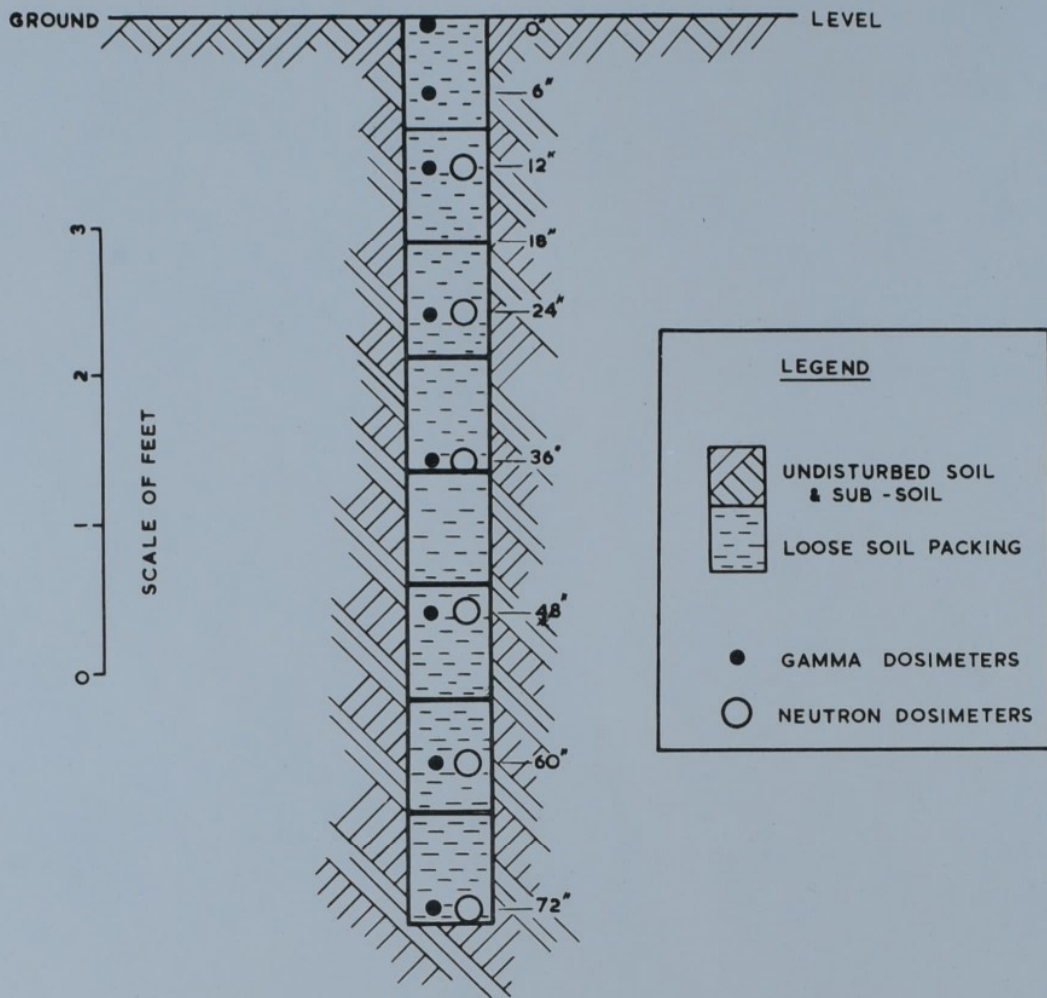 GROUND
LEVEL
0"
6"
12"
18"
24"
36"
48"
60"
72"
3
2
1
0
SCALE OF FEET
LEGEND
UNDISTURBED SOIL
& SUB-SOIL
LOOSE SOIL PACKING
GAMMA DOSIMETERS
NEUTRON DOSIMETERS